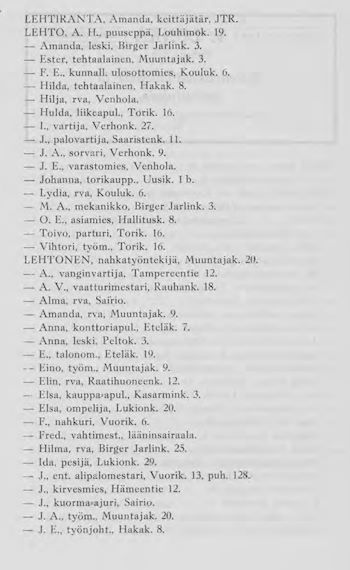 LEHTIRANTA, Amanda, keittäjätär, JTR.
LEHTO, A. H., puuseppä, Louhimok. 19.
— Amanda, leski, Birger Jarlink. 3.
— Ester, tehtaalainen, Muuntajak. 3.
— F. E., kunnall. ulosottomies, Kouluk. 6.
— Hilda, tehtaalainen, Hakak. 8.
— Hilja, rva, Venhola.
— Hulda, liikeapul., Torik. 16.
— I., vartija, Verhonk. 27.
— J., palovartija, Saaristenk. 11.
— J. A., sorvari, Verhonk. 9.
— J. E., varastomies, Venhola.
— Johanna, torikaupp., Uusik. 1 b.
— Lydia, rva, Kouluk. 6.
— M. A., mekanikko, Birger Jarlink. 3.
— O. E., asiamies, Hallitusk. 8.
— Toivo, parturi, Torik. 16.
— Vihtori, työm., Torik. 16.
LEHTONEN, nahkatyöntekijä, Muuntajak. 20.
— A., vanginvartija, Tampereentie 12.
— A. V., vaatturimestari, Rauhank. 18.
— Alma, rva, Sairio.
— Amanda, rva, Muuntajak. 9.
— Anna, konttoriapul., Eteläk. 7.
— Anna, leski, Peltok. 3.
— E., talonom., Eteläk. 19.
— Eino, työm., Muuntajak. 9.
— Elin, rva, Raatihuoneenk. 12.
— Elsa, kauppa-apul., Kasarmink. 3.
— Elsa, ompelija, Lukionk. 20.
— F., nahkuri, Vuorik. 6.
— Fred., vahtimest., lääninsairaala.
— Hilma, rva, Birger Jarlink. 25.
— Ida, pesijä, Lukionk. 29.
— J., ent. alipalomestari, Vuorik. 13, puh. 128.
— J., kirvesmies, Hämeentie 12.
— J., kuorma-ajuri, Sairio.
— J. A., työm., Muuntajak. 20.
— J. E., työnjoht., Hakak. 8.